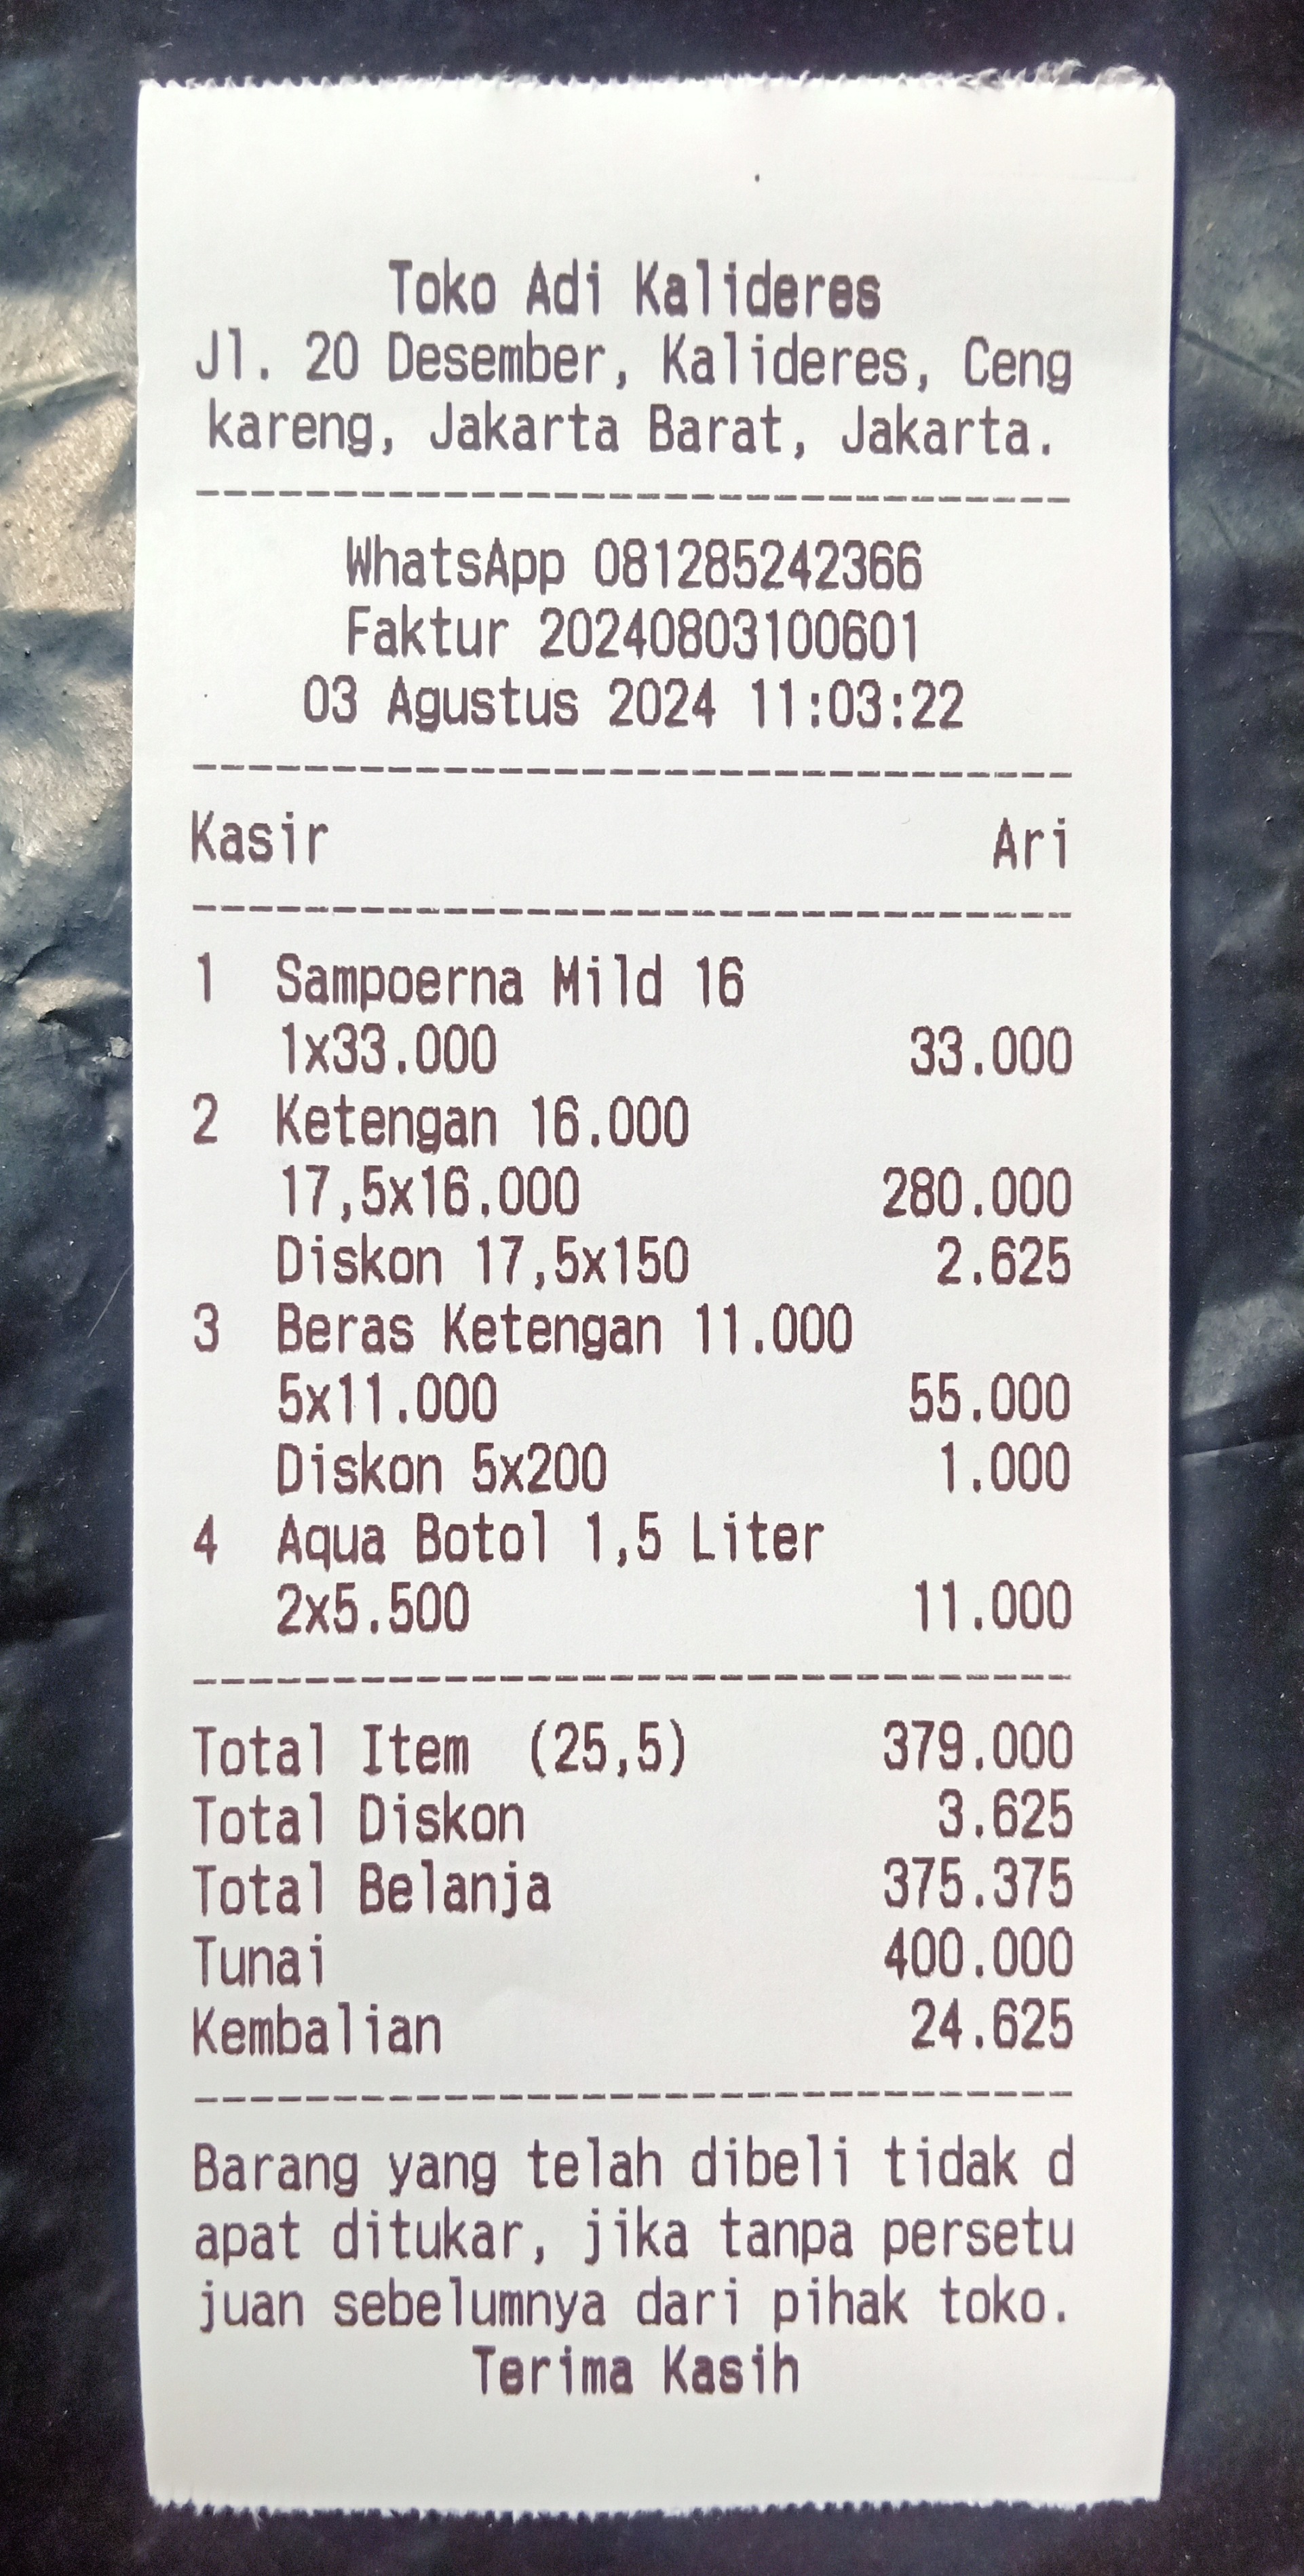 Toko Adi Kalideres
Jl. 20 Desember, Kalideres, Ceng
kareng, Jakarta Barat, Jakarta.
--------------------------------
WhatsApp 081285242366
Faktur 20240803100601
03 Agustus 2024 11:03:22
--------------------------------
Kasir Ari
--------------------------------
1 Sampoerna Mild 16
1x33.000 33.000
2 Ketengan 16.000
17,5x16.000 280.000
Diskon 17,5x150 2.625
3 Beras Ketengan 11.000
5x11.000 55.000
Diskon 5x200 1.000
4 Aqua Botol 1,5 Liter
2x5.500 11.000
--------------------------------
Total Item (25,5) 379.000
Total Diskon 3.625
Total Belanja 375.375
Tunai 400.000
Kembalian 24.625
--------------------------------
Barang yang telah dibeli tidak d
apat ditukar, jika tanpa persetu
juan sebelumnya dari pihak toko.
Terima Kasih